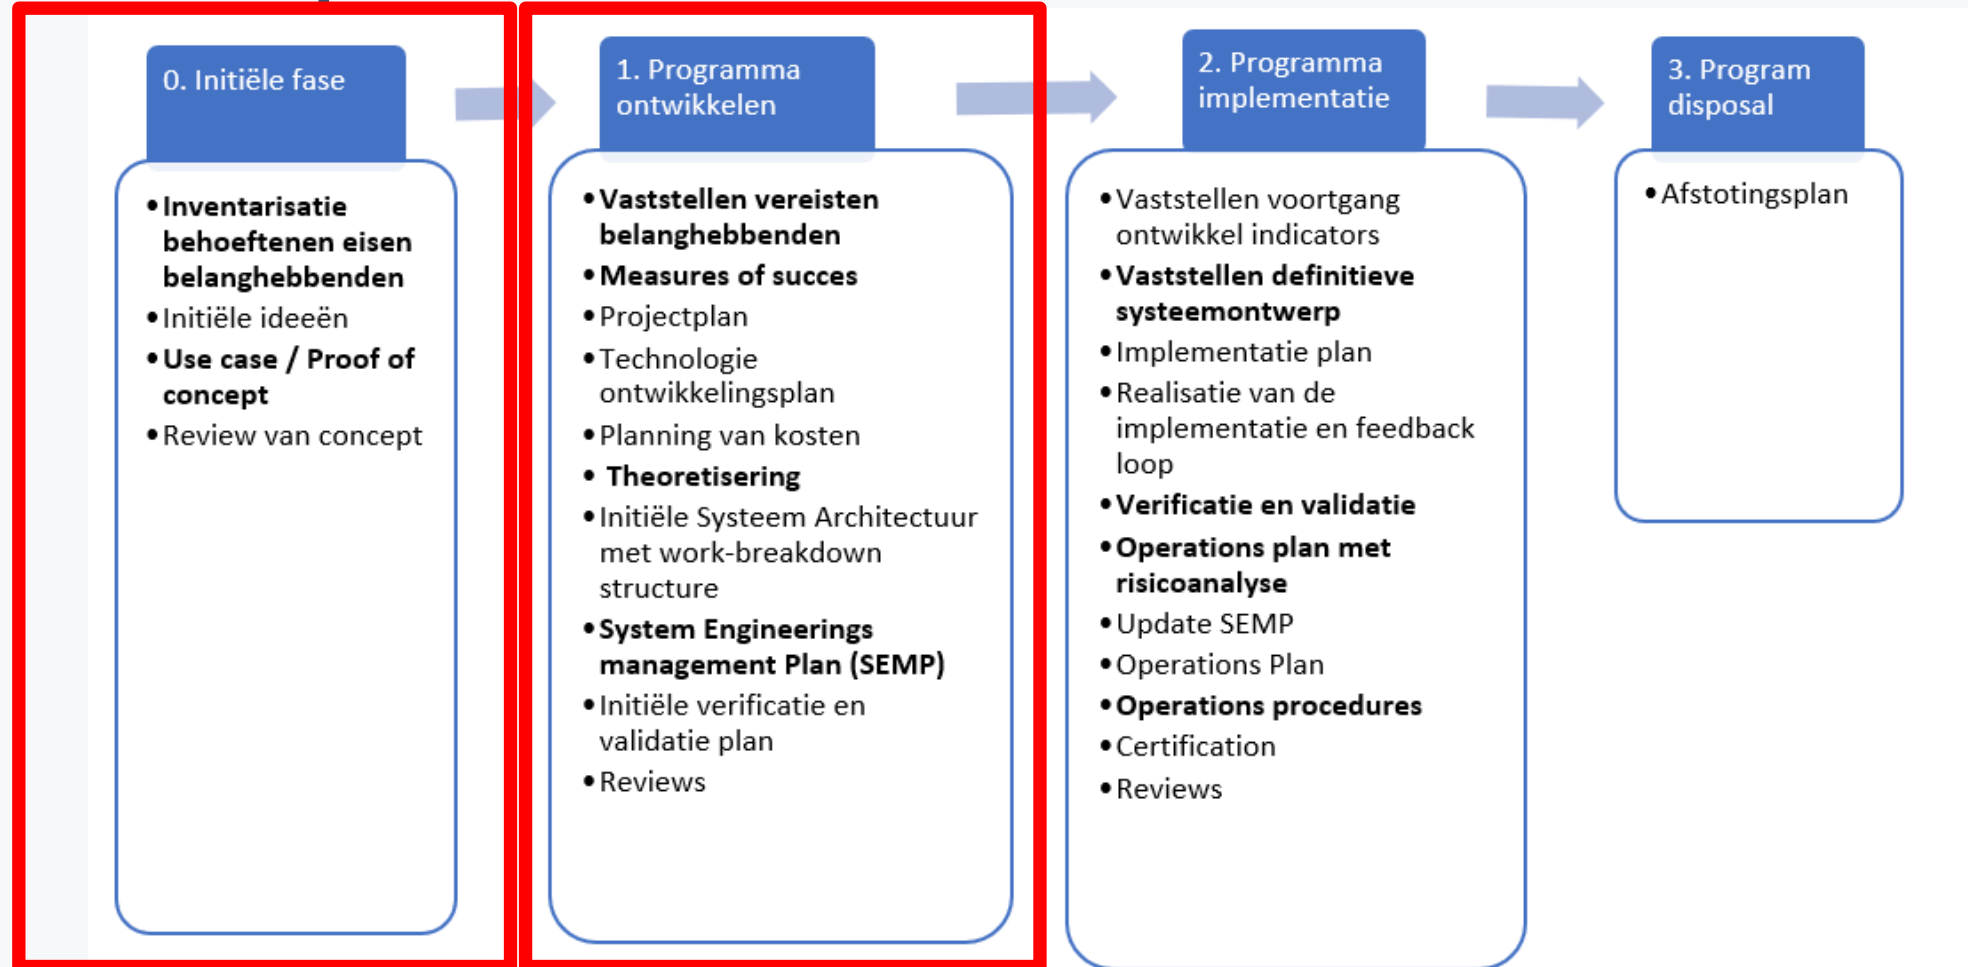 0. Initiële fase
• Inventarisatie
behoeftenen eisen
belanghebbenden
• Initiële ideeën
• Use case / Proof of
concept
• Review van concept
1. Programma
ontwikkelen
• Vaststellen vereisten
belanghebbenden
• Measures of succes
• Projectplan
• Technologie
ontwikkelingsplan
• Planning van kosten
• Theoretisering
• Initiële Systeem Architectuur
met work-breakdown
structure
• System Engineerings
management Plan (SEMP)
• Initiële verificatie en
validatie plan
• Reviews
2. Programma
implementatie
• Vaststellen voortgang
ontwikkel indicators
• Vaststellen definitieve
systeemontwerp
• Implementatie plan
• Realisatie van de
implementatie en feedback
loop
• Verificatie en validatie
• Operations plan met
risicoanalyse
• Update SEMP
• Operations Plan
• Operations procedures
• Certification
• Reviews
3. Program
disposal
• Afstotingsplan